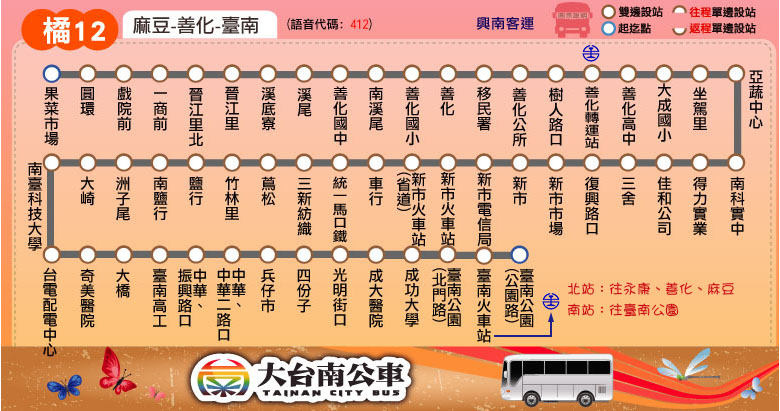 橘12
麻豆-善化-臺南
(語音代碼: 412)
興南客運
雙邊設站
往程單邊設站
起迄點
返程單邊設站
果菜市場
圓環
戲院前
一商前
晉江里北
晉江里
溪底寮
溪尾
善化國中
南溪尾
善化國小
善化
移民署
善化公所
樹人路口
善化轉運站
善化高中
大成國小
坐駕里
亞蔬中心
南臺科技大學
大崎
洲子尾
南鹽行
鹽行
竹林里
蔦松
三新紡織
統一馬口鐵
車行
新市火車站(省道)
新市火車站
新市電信局
新市
新市市場
復興路口
三舍
佳和公司
得力實業
南科實中
台電配電中心
奇美醫院
大橋
臺南高工
中華、振興路口
中華、中華二路口
兵仔市
四份子
光明街口
成大醫院
成功大學
臺南公園(北門路)
臺南火車站
臺南公園(公園路)
北站：往永康、善化、麻豆
南站：往臺南公園
大台南公車
TAINAN CITY BUS